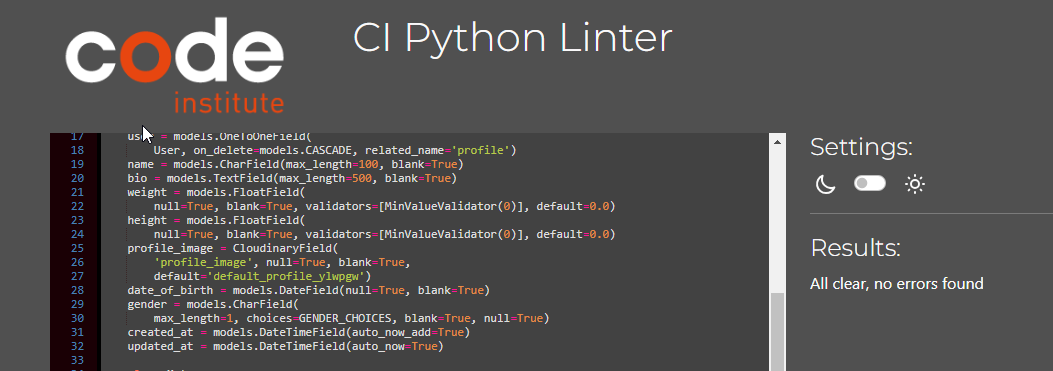 code
institute
CI Python Linter
17 user = models.OneToOneField(
18 User, on_delete=models.CASCADE, related_name='profile')
19 name = models.CharField(max_length=100, blank=True)
20 bio = models.TextField(max_length=500, blank=True)
21 weight = models.FloatField(
22 null=True, blank=True, validators=[MinValueValidator(0)], default=0.0)
23 height = models.FloatField(
24 null=True, blank=True, validators=[MinValueValidator(0)], default=0.0)
25 profile_image = CloudinaryField(
26 'profile_image', null=True, blank=True,
27 default='default_profile_ylwpgw')
28 date_of_birth = models.DateField(null=True, blank=True)
29 gender = models.CharField(
30 max_length=1, choices=GENDER_CHOICES, blank=True, null=True)
31 created_at = models.DateTimeField(auto_now_add=True)
32 updated_at = models.DateTimeField(auto_now=True)
33
Settings:
Results:
All clear, no errors found